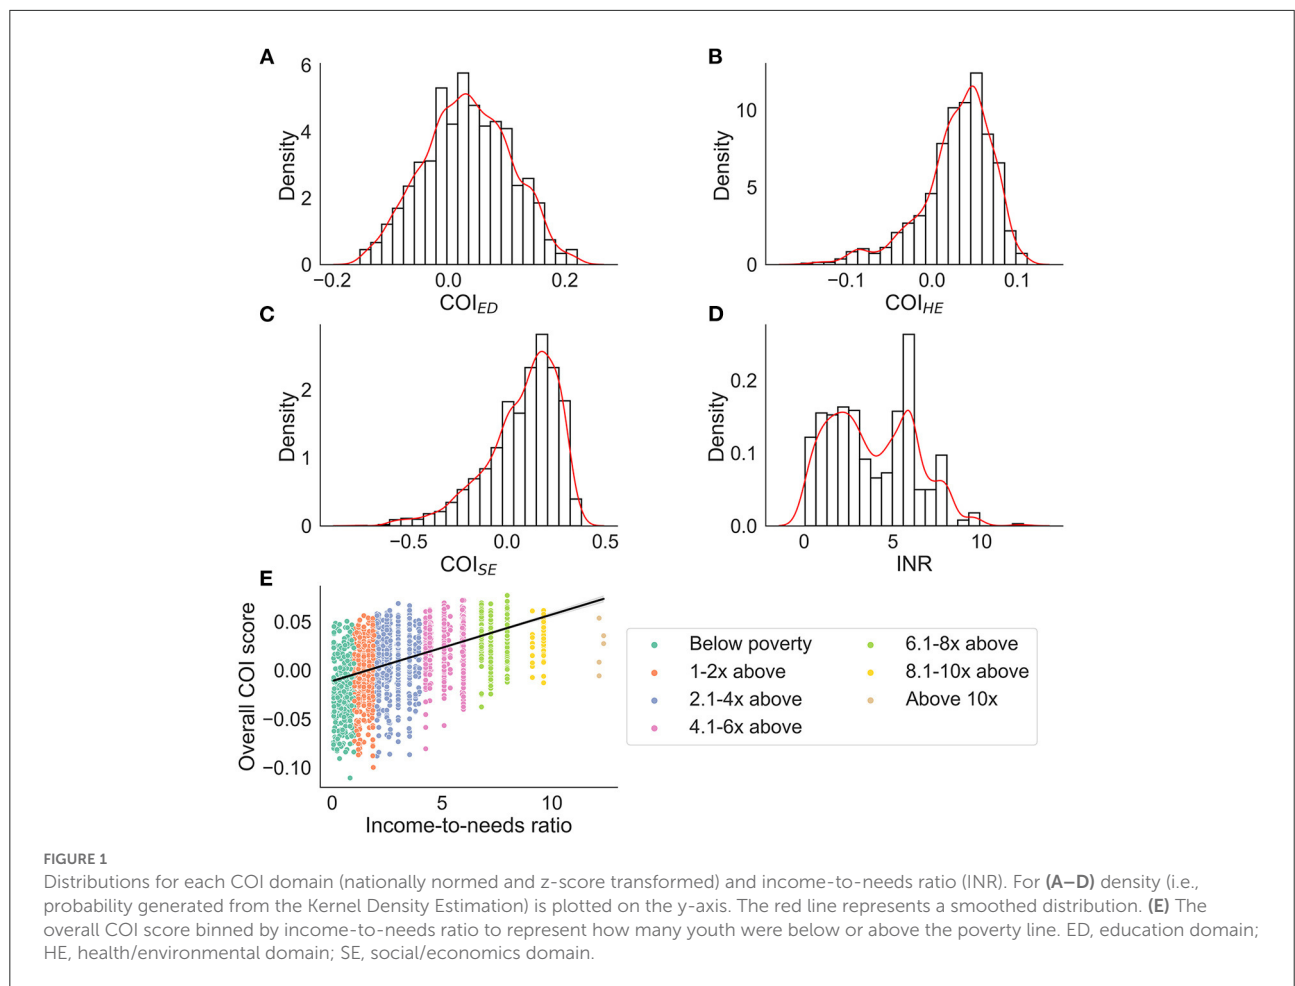 A
6
4
2
0
Density
−0.2
0.0
0.2
COI_ED
B
10
5
0
Density
−0.1
0.0
0.1
COI_HE
C
2
1
0
Density
−0.5
0.0
0.5
COI_SE
D
0.2
0.1
0.0
Density
0
5
10
INR
E
0.05
0.00
−0.05
−0.10
Overall COI score
0
5
10
Income-to-needs ratio
Below poverty
1-2x above
2.1-4x above
4.1-6x above
6.1-8x above
8.1-10x above
Above 10x
FIGURE 1
Distributions for each COI domain (nationally normed and z-score transformed) and income-to-needs ratio (INR). For (A–D) density (i.e.,
probability generated from the Kernel Density Estimation) is plotted on the y-axis. The red line represents a smoothed distribution. (E) The
overall COI score binned by income-to-needs ratio to represent how many youth were below or above the poverty line. ED, education domain;
HE, health/environmental domain; SE, social/economics domain.